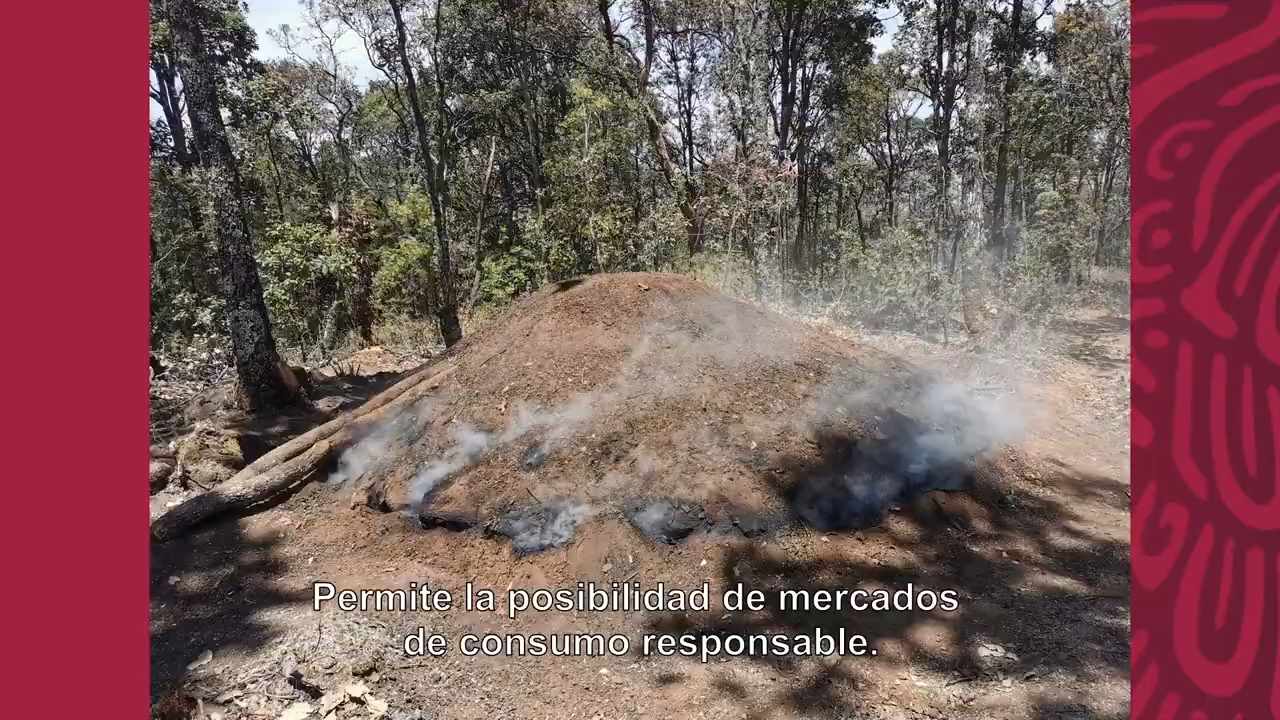 Permite la posibilidad de mercados
de consumo responsable.